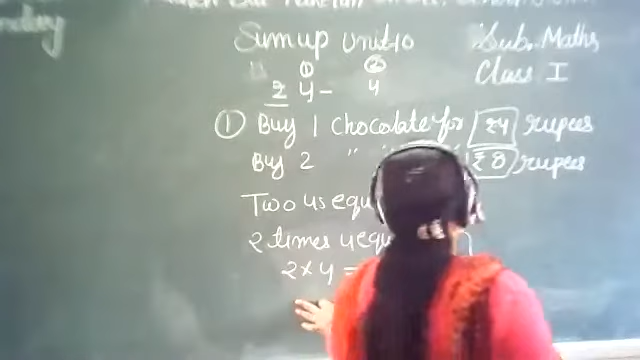 Sum up Unit 10 Sub. Maths
① ② Class I
₹ 4 - 4
① Buy 1 chocolate for ₹4 rupees
Buy 2 " " ₹8 rupees
Two 4s equ
2 times 4 equ
2 × 4 =